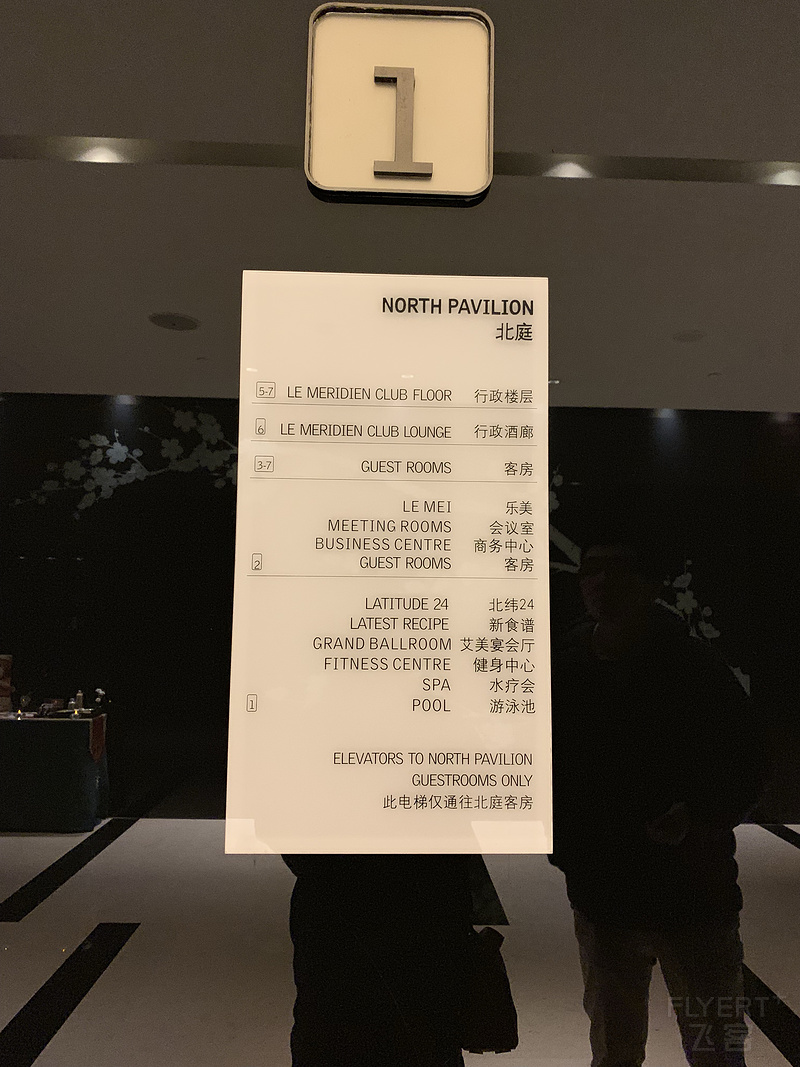 1
NORTH PAVILION
北庭
5-7 LE MERIDIEN CLUB FLOOR 行政楼层
6 LE MERIDIEN CLUB LOUNGE 行政酒廊
3-7 GUEST ROOMS 客房
LE MEI 乐美
MEETING ROOMS 会议室
BUSINESS CENTRE 商务中心
2 GUEST ROOMS 客房
LATITUDE 24 北纬24
LATEST RECIPE 新食谱
GRAND BALLROOM 艾美宴会厅
FITNESS CENTRE 健身中心
SPA 水疗会
1 POOL 游泳池
ELEVATORS TO NORTH PAVILION
GUESTROOMS ONLY
此电梯仅通往北庭客房
FLYERT
飞客